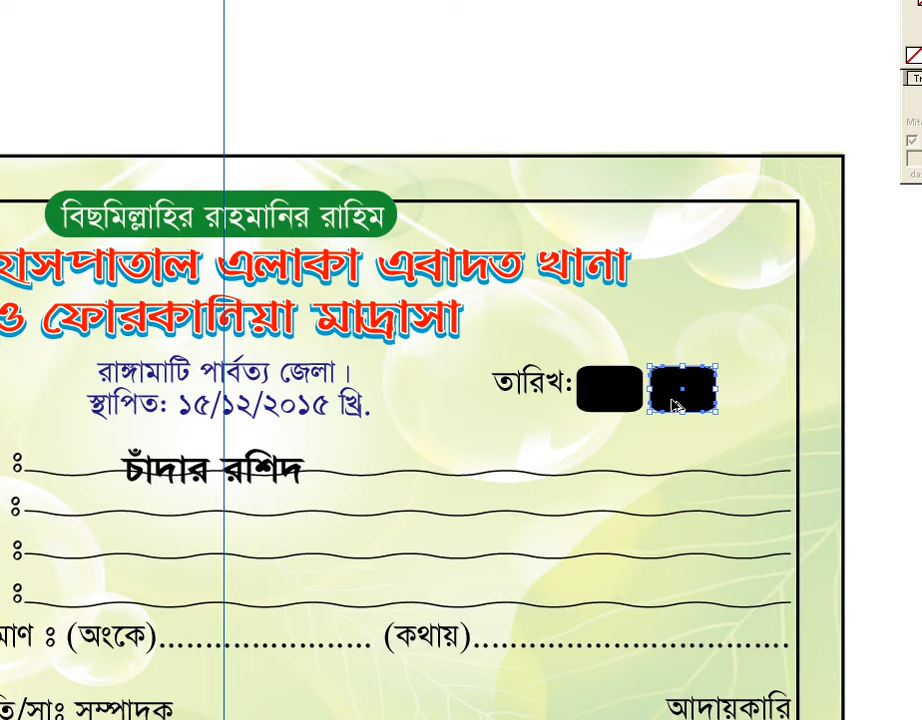 বিছমিল্লাহির রাহমানির রাহিম
হাসপাতাল এলাকা এবাদত খানা
ও ফোরকানিয়া মাদ্রাসা
রাঙ্গামাটি পার্বত্য জেলা।
স্থাপিত: ১৫/১২/২০১৫ খ্রি.
তারিখ:
ঃ
চাঁদার রশিদ
ঃ
ঃ
ঃ
মাণ ঃ (অংকে)........................... (কথায়)........................................
তি/সাঃ সম্পাদক
আদায়কারি